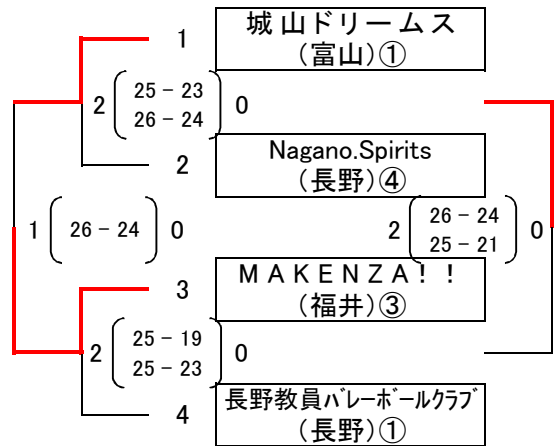 1 城山ドリームス
(富山)①
2 25－23 0
26－24
2 Nagano.Spirits
(長野)④
1 26－24 0
2 26－24 0
25－21
3 ＭＡＫＥＮＺＡ！！
(福井)③
2 25－19 0
25－23
4 長野教員ﾊﾞﾚｰﾎﾞｰﾙｸﾗﾌﾞ
(長野)①